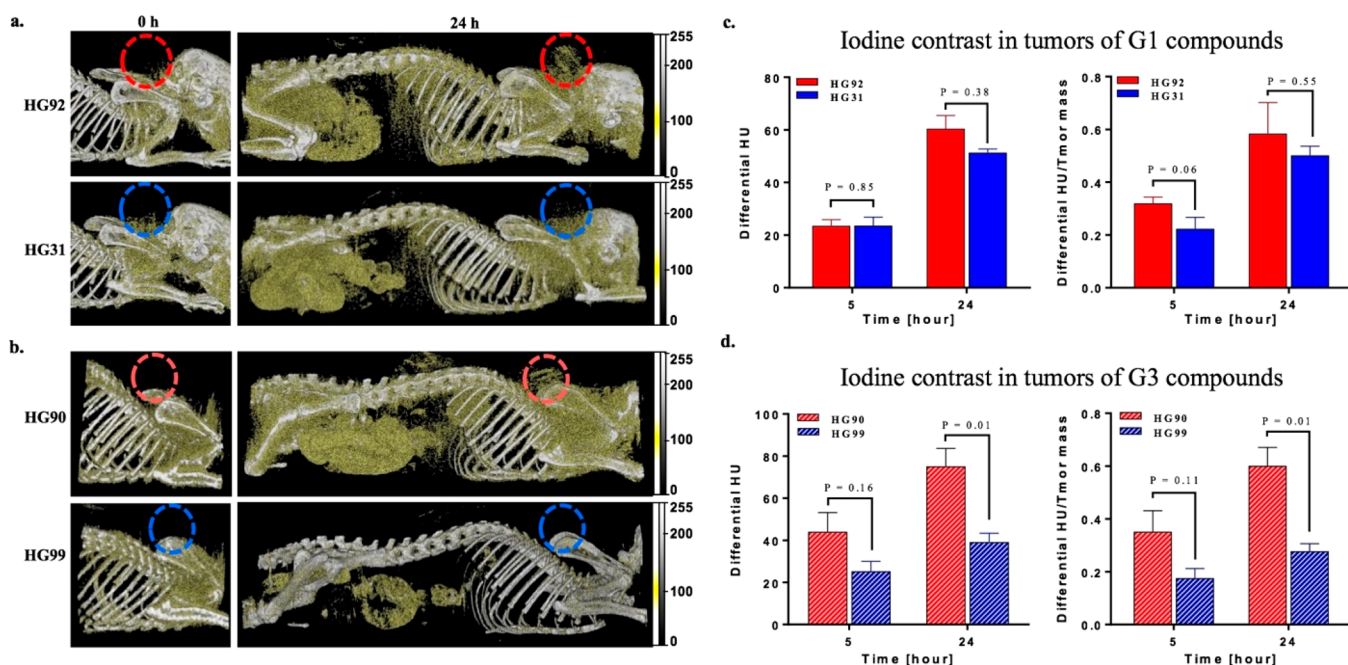 a.
0 h
24 h
HG92
255
200
100
0
HG31
255
200
100
0
b.
HG90
255
200
100
0
HG99
255
200
100
0
c.
Iodine contrast in tumors of G1 compounds
80
60
40
20
0
Differential HU
HG92
HG31
P = 0.85
P = 0.38
5
24
Time [hour]
0.8
0.6
0.4
0.2
0.0
Differential HU/Tmor mass
HG92
HG31
P = 0.06
P = 0.55
5
24
Time [hour]
d.
Iodine contrast in tumors of G3 compounds
100
80
60
40
20
0
Differential HU
HG90
HG99
P = 0.16
P = 0.01
5
24
Time [hour]
0.8
0.6
0.4
0.2
0.0
Differential HU/Tmor mass
HG90
HG99
P = 0.11
P = 0.01
5
24
Time [hour]